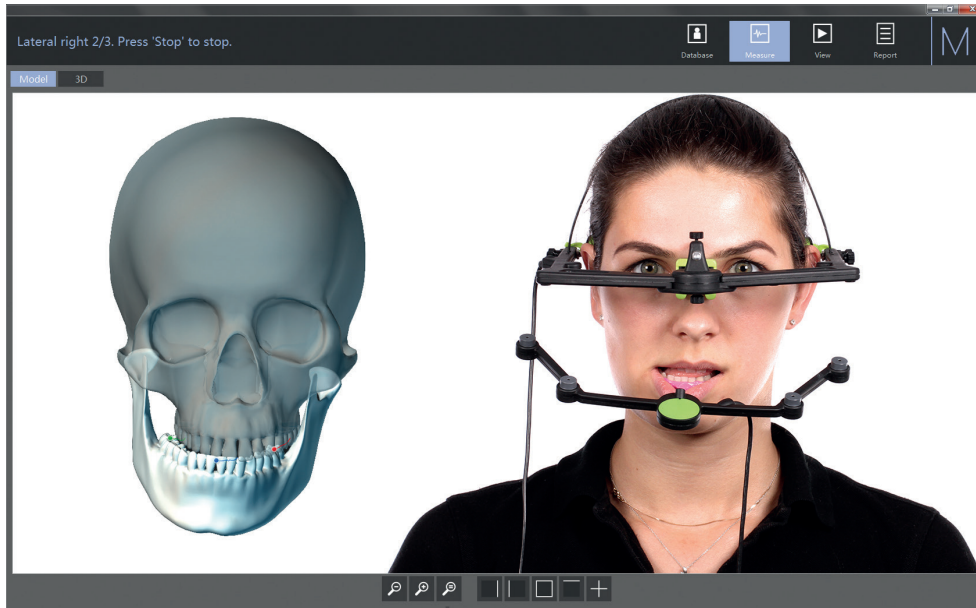 Lateral right 2/3. Press 'Stop' to stop.
Database
Measure
View
Report
M
Model
3D